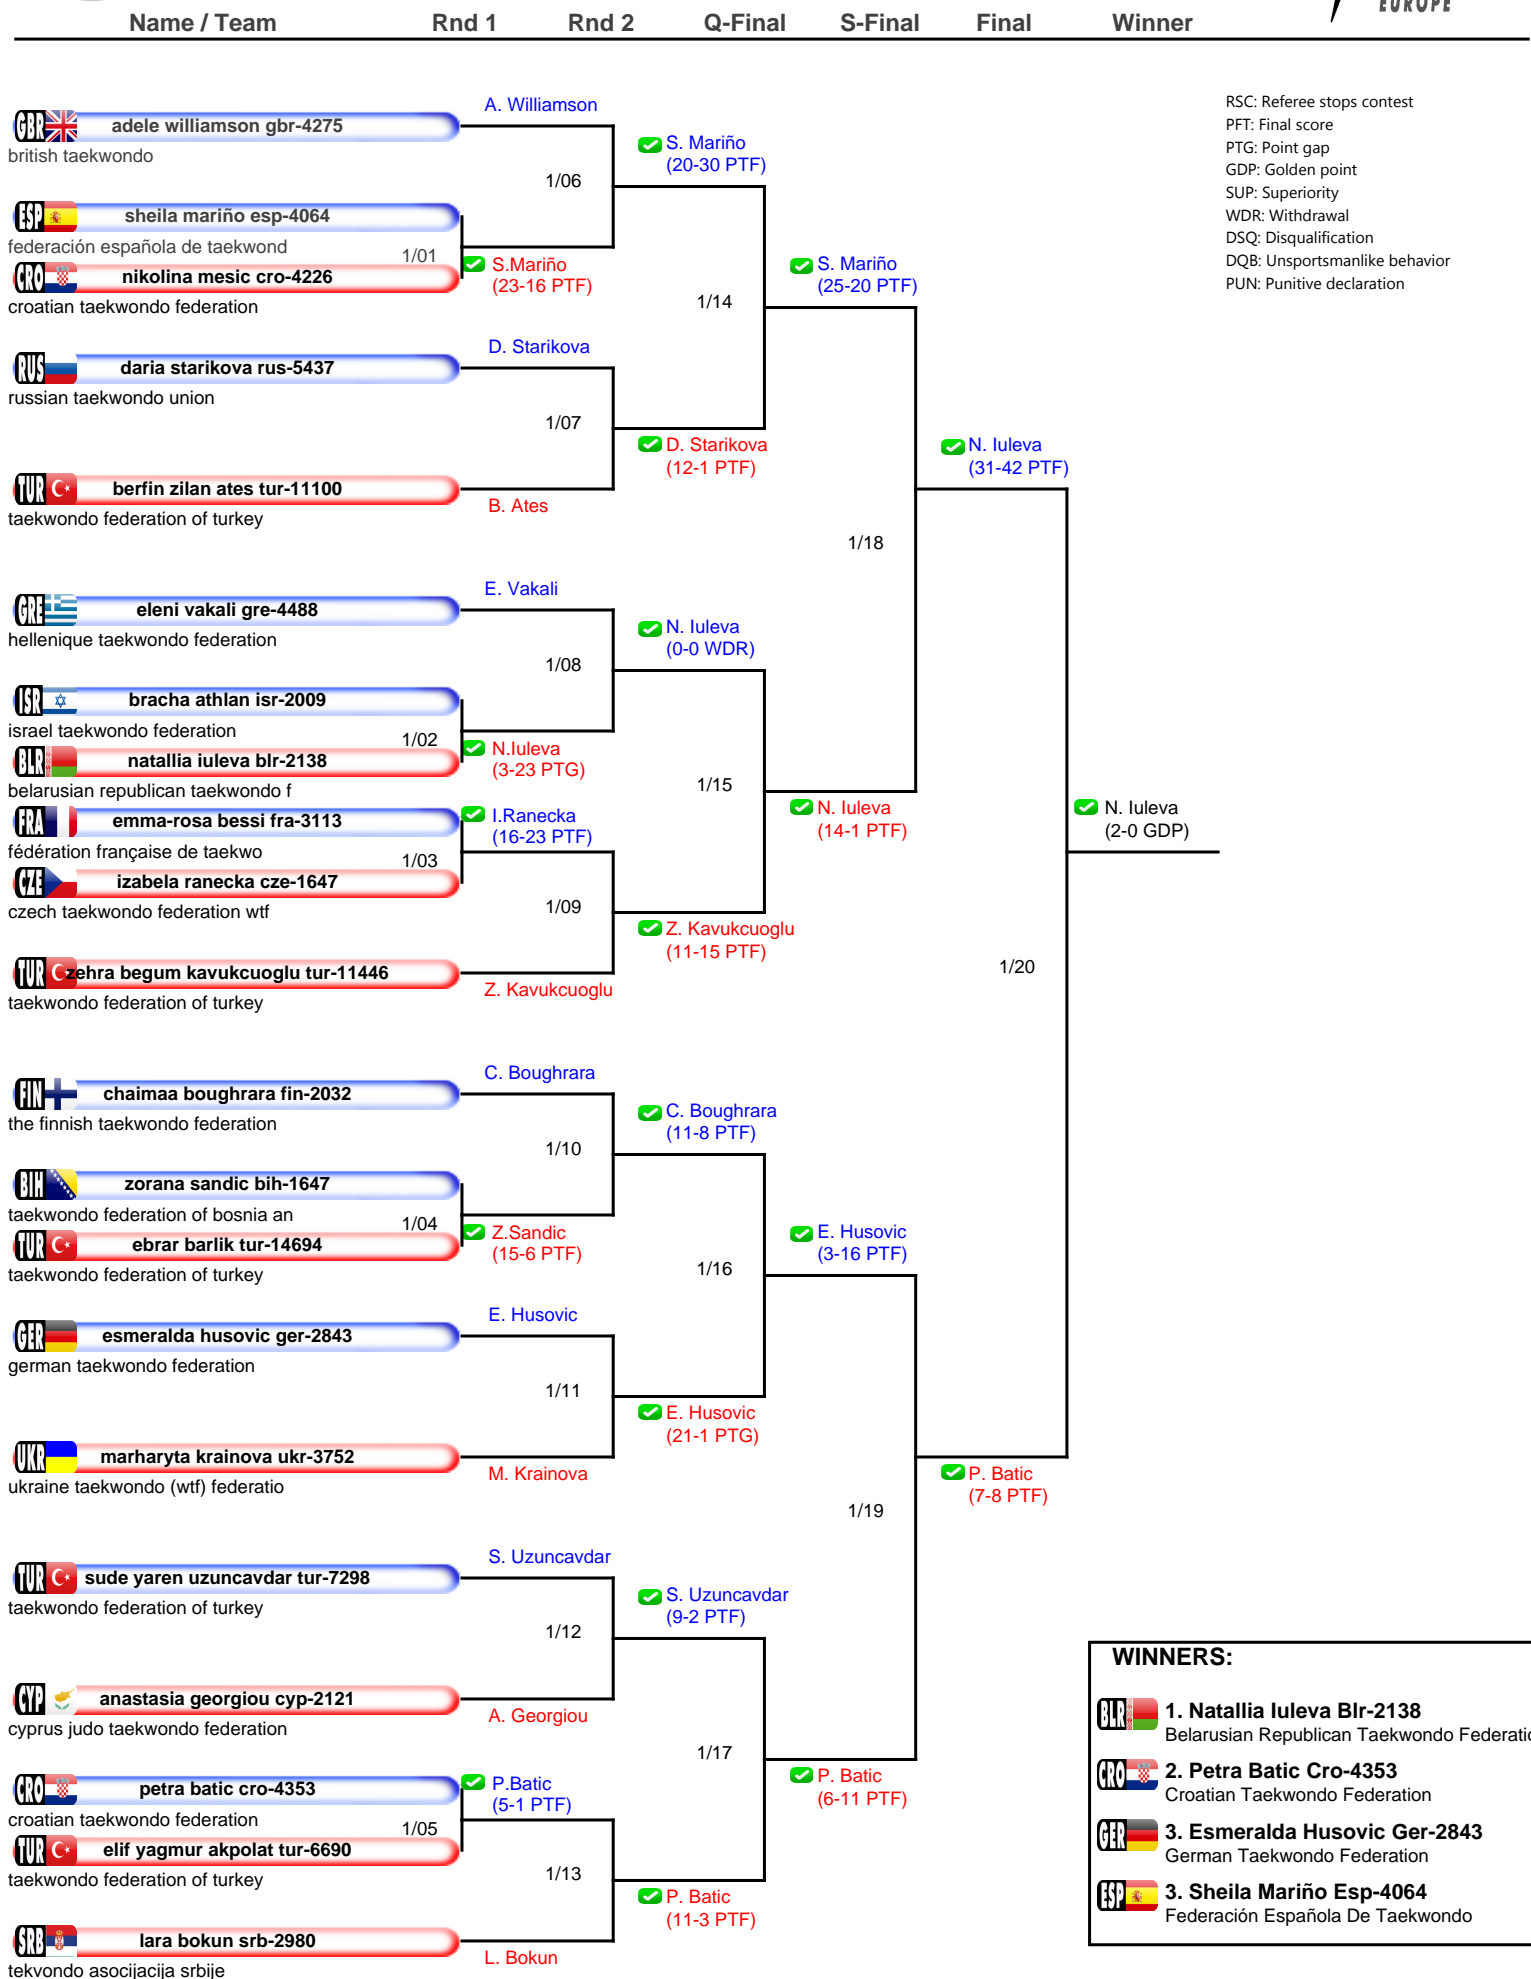 EUROPE
Name / Team Rnd 1 Rnd 2 Q-Final S-Final Final Winner
RSC: Referee stops contest
PFT: Final score
PTG: Point gap
GDP: Golden point
SUP: Superiority
WDR: Withdrawal
DSQ: Disqualification
DQB: Unsportsmanlike behavior
PUN: Punitive declaration
A. Williamson
GBR adele williamson gbr-4275
british taekwondo
S. Mariño
(20-30 PTF)
1/06
ESP sheila mariño esp-4064
federación española de taekwond
1/01
CRO nikolina mesic cro-4226
croatian taekwondo federation
S.Mariño
(23-16 PTF)
S. Mariño
(25-20 PTF)
1/14
D. Starikova
RUS daria starikova rus-5437
russian taekwondo union
1/07
D. Starikova
(12-1 PTF)
N. Iuleva
(31-42 PTF)
TUR berfin zilan ates tur-11100
taekwondo federation of turkey
B. Ates
1/18
E. Vakali
GRE eleni vakali gre-4488
hellenique taekwondo federation
N. Iuleva
(0-0 WDR)
1/08
ISR bracha athlan isr-2009
israel taekwondo federation
1/02
BLR natallia iuleva blr-2138
belarusian republican taekwondo f
N.Iuleva
(3-23 PTG)
1/15
FRA emma-rosa bessi fra-3113
fédération française de taekwo
I.Ranecka
(16-23 PTF)
N. Iuleva
(14-1 PTF)
N. Iuleva
(2-0 GDP)
1/03
CZE izabela ranecka cze-1647
czech taekwondo federation wtf
1/09
Z. Kavukcuoglu
(11-15 PTF)
TUR zehra begum kavukcuoglu tur-11446
taekwondo federation of turkey
Z. Kavukcuoglu
1/20
C. Boughrara
FIN chaimaa boughrara fin-2032
the finnish taekwondo federation
C. Boughrara
(11-8 PTF)
1/10
BIH zorana sandic bih-1647
taekwondo federation of bosnia an
1/04
TUR ebrar barlik tur-14694
taekwondo federation of turkey
Z.Sandic
(15-6 PTF)
E. Husovic
(3-16 PTF)
1/16
E. Husovic
GER esmeralda husovic ger-2843
german taekwondo federation
1/11
E. Husovic
(21-1 PTG)
UKR marharyta krainova ukr-3752
ukraine taekwondo (wtf) federatio
M. Krainova
P. Batic
(7-8 PTF)
1/19
S. Uzuncavdar
TUR sude yaren uzuncavdar tur-7298
taekwondo federation of turkey
S. Uzuncavdar
(9-2 PTF)
1/12
CYP anastasia georgiou cyp-2121
cyprus judo taekwondo federation
A. Georgiou
1/17
CRO petra batic cro-4353
croatian taekwondo federation
P.Batic
(5-1 PTF)
P. Batic
(6-11 PTF)
1/05
TUR elif yagmur akpolat tur-6690
taekwondo federation of turkey
1/13
P. Batic
(11-3 PTF)
SRB lara bokun srb-2980
tekvondo asocijacija srbije
L. Bokun
WINNERS:
BLR 1. Natallia Iuleva Blr-2138
Belarusian Republican Taekwondo Federatio
CRO 2. Petra Batic Cro-4353
Croatian Taekwondo Federation
GER 3. Esmeralda Husovic Ger-2843
German Taekwondo Federation
ESP 3. Sheila Mariño Esp-4064
Federación Española De Taekwondo